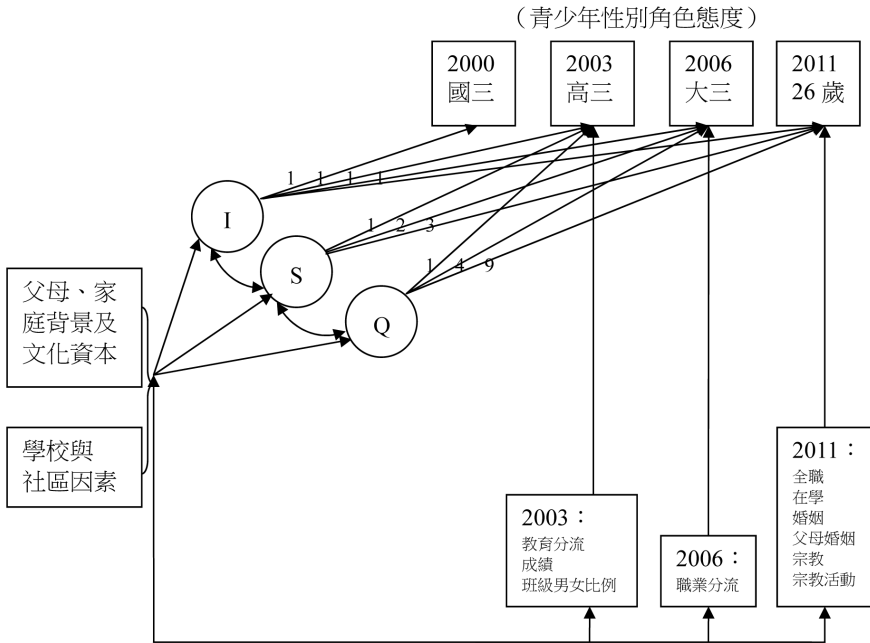 （青少年性別角色態度）
2000
國三
2003
高三
2006
大三
2011
26 歲
1 1 1 1
I
1 2 3
S
1 4 9
Q
父母、家
庭背景及
文化資本
學校與
社區因素
2003：
教育分流
成績
班級男女比例
2006：
職業分流
2011：
全職
在學
婚姻
父母婚姻
宗教
宗教活動